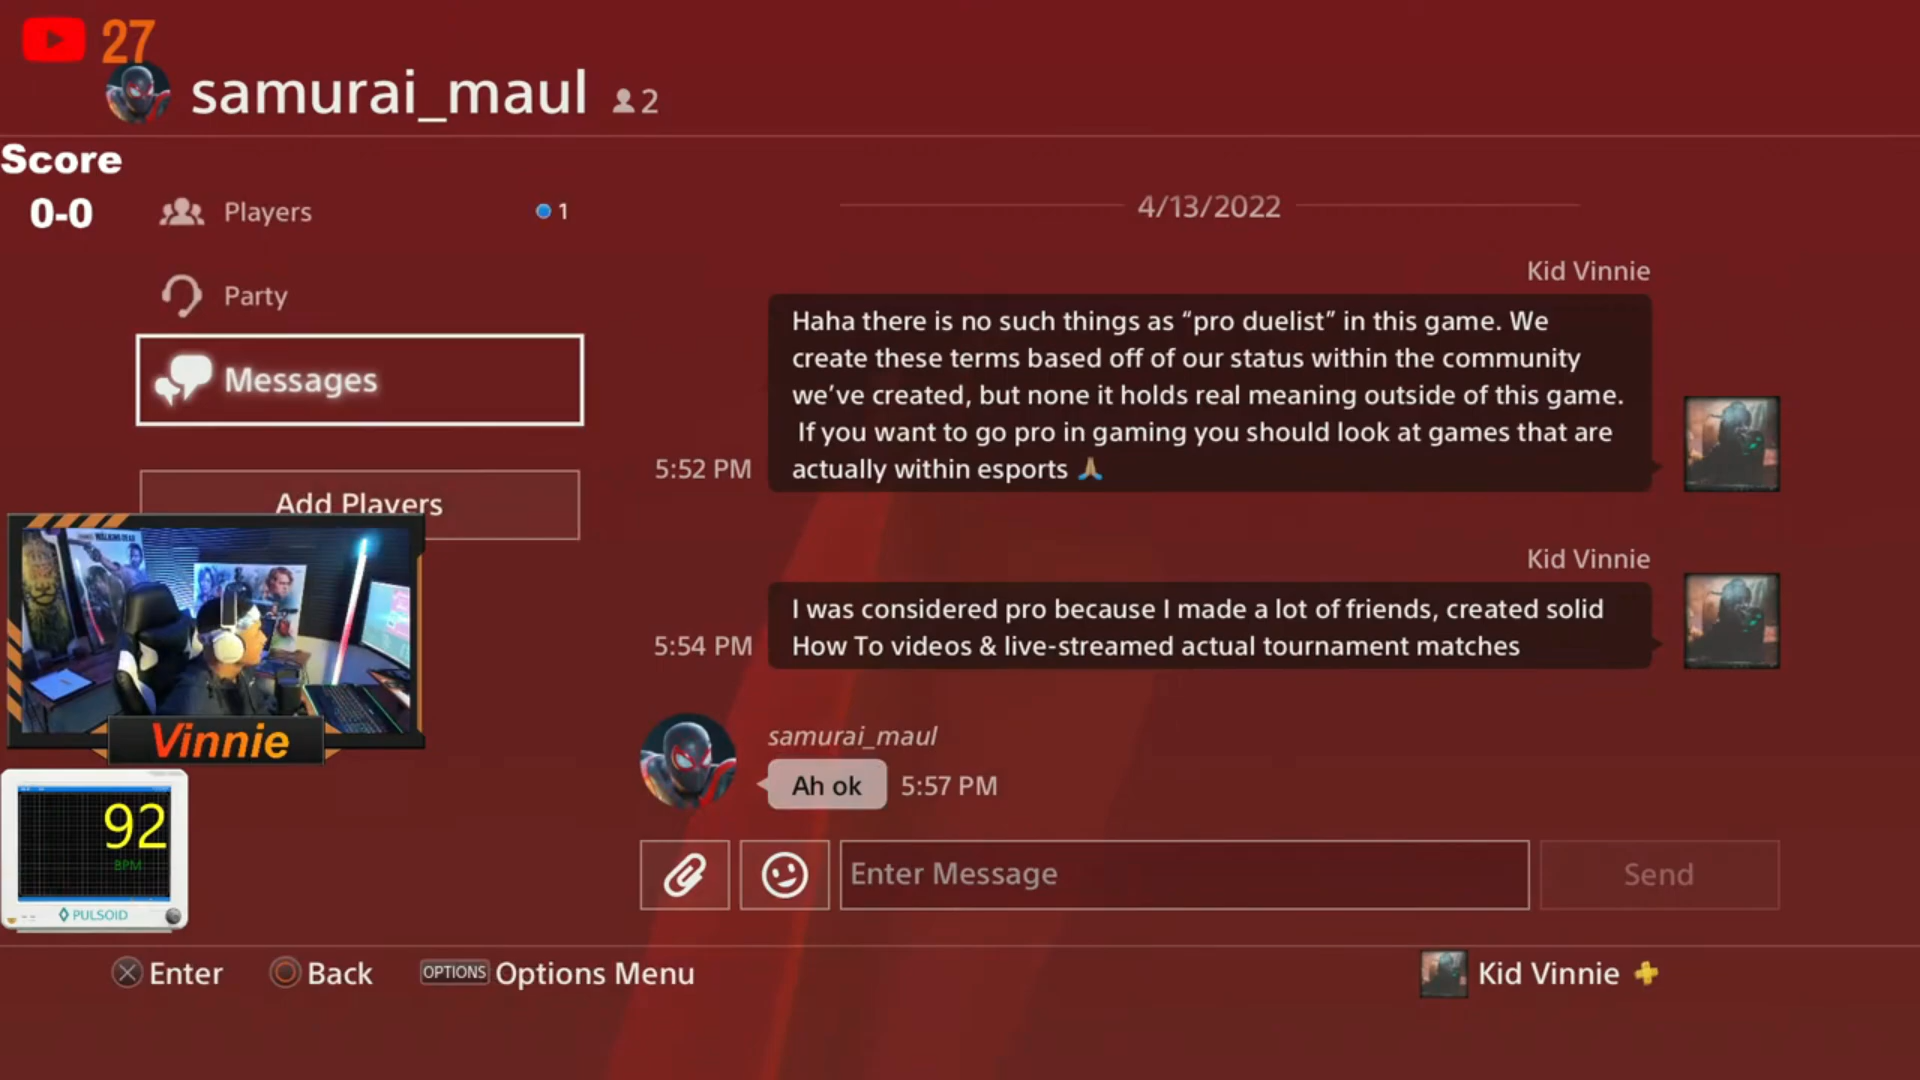 27
samurai_maul 2
Score
0-0
Players 1
Party
Messages
Add Players
4/13/2022
Kid Vinnie
Haha there is no such things as “pro duelist” in this game. We
create these terms based off of our status within the community
we’ve created, but none it holds real meaning outside of this game.
If you want to go pro in gaming you should look at games that are
actually within esports 🙏🏽
5:52 PM
Kid Vinnie
I was considered pro because I made a lot of friends, created solid
How To videos & live-streamed actual tournament matches
5:54 PM
samurai_maul
Ah ok 5:57 PM
Vinnie
92
BPM
PULSOID
Enter Message
Send
Enter
Back
OPTIONS Options Menu
Kid Vinnie